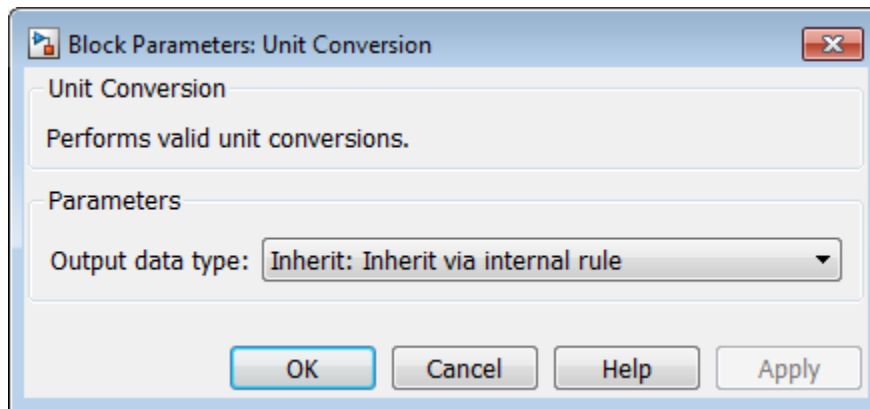 Block Parameters: Unit Conversion
Unit Conversion
Performs valid unit conversions.
Parameters
Output data type: Inherit: Inherit via internal rule
OK Cancel Help Apply